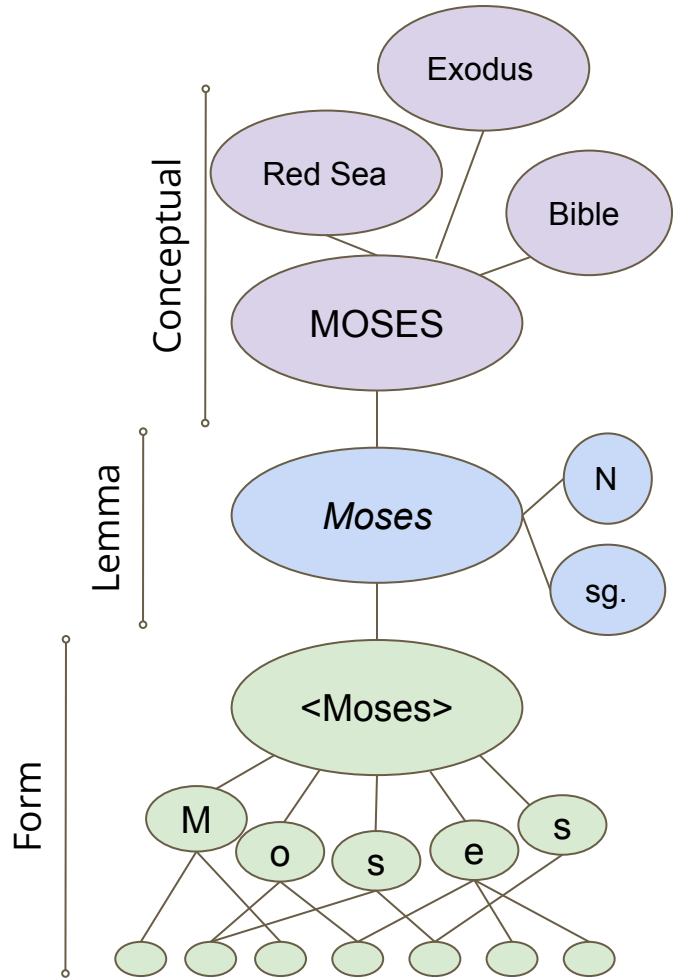 Exodus
Red Sea
Bible
MOSES
Conceptual
Moses
N
sg.
Lemma
<Moses>
M
o
s
e
s
Form